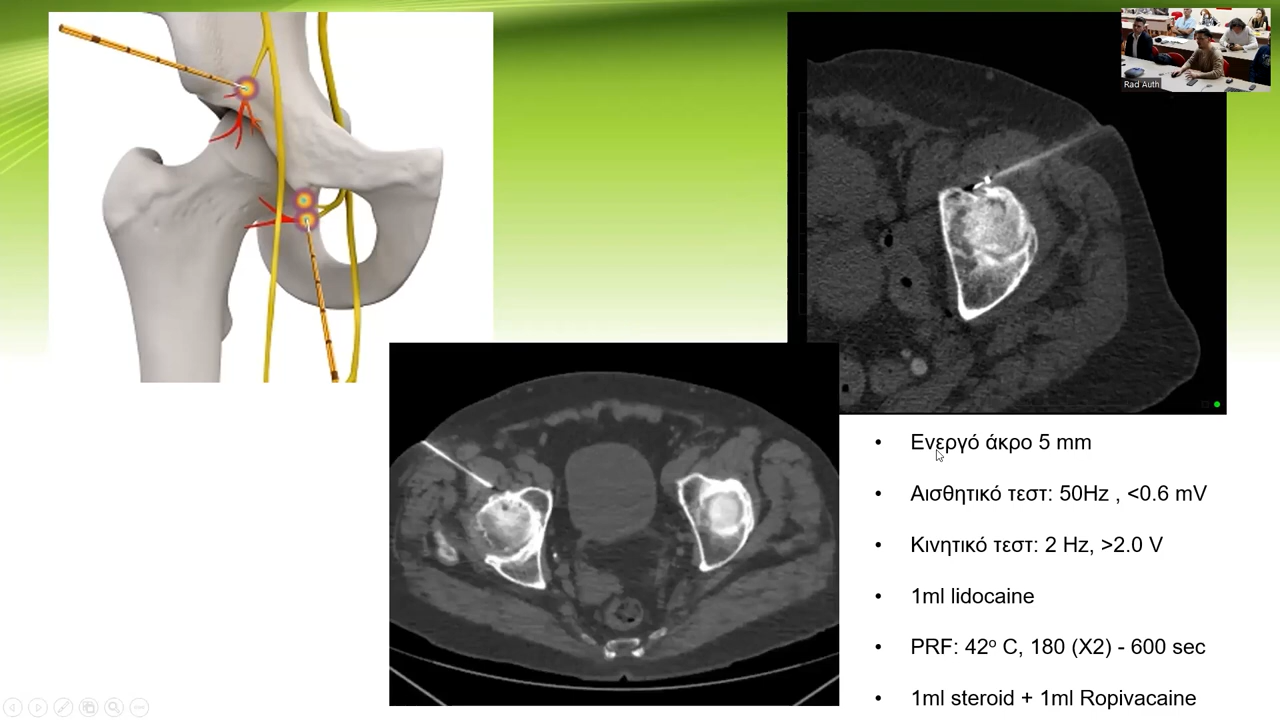 Rad Auth
• Ενεργό άκρο 5 mm
• Αισθητικό τεστ: 50Hz , <0.6 mV
• Κινητικό τεστ: 2 Hz, >2.0 V
• 1ml lidocaine
• PRF: 42º C, 180 (X2) - 600 sec
• 1ml steroid + 1ml Ropivacaine